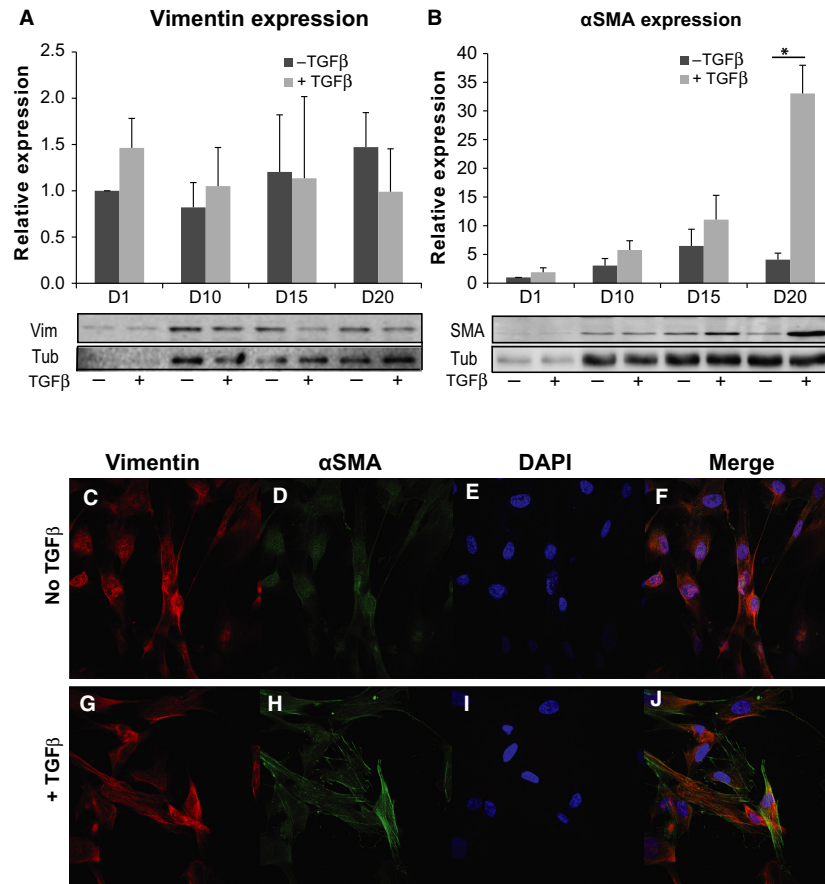 A Vimentin expression
2.5
2.0
1.5
1.0
0.5
0.0
Relative expression
–TGFβ
+ TGFβ
D1 D10 D15 D20
Vim
Tub
TGFβ – + – + – + – +
B αSMA expression
40
35
30
25
20
15
10
5
0
Relative expression
–TGFβ
+ TGFβ
*
D1 D10 D15 D20
SMA
Tub
TGFβ – + – + – + – +
Vimentin αSMA DAPI Merge
No TGFβ
C D E F
+ TGFβ
G H I J